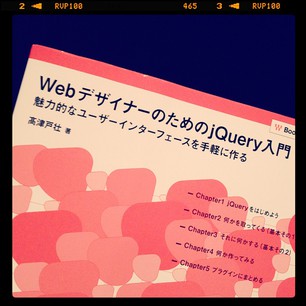 2 RVP100 465 3 RVP100
W Boo
WebデザイナーのためのjQuery入門
魅力的なユーザーインターフェースを手軽に作る
高津戸壮 著
Chapter1 jQueryをはじめよう
Chapter2 何かを取ってくる(基本その1
Chapter3 それに何かする(基本その2)
Chapter4 何か作ってみる
Chapter5 プラグインにまとめる